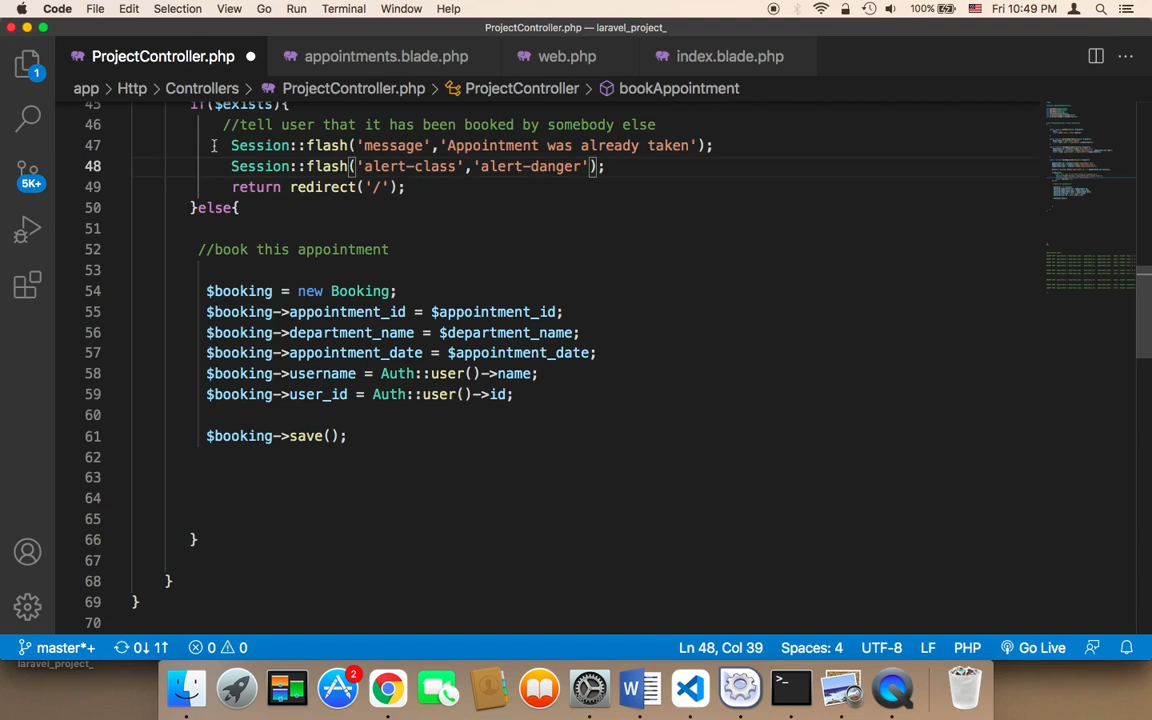 Code File Edit Selection View Go Run Terminal Window Help 100% Fri 10:49 PM
ProjectController.php — laravel_project_
ProjectController.php appointments.blade.php web.php index.blade.php
app > Http > Controllers > ProjectController.php > ProjectController > bookAppointment
45 if($exists){
46 //tell user that it has been booked by somebody else
47 Session::flash('message','Appointment was already taken');
48 Session::flash('alert-class','alert-danger');
49 return redirect('/');
50 }else{
51
52 //book this appointment
53
54 $booking = new Booking;
55 $booking->appointment_id = $appointment_id;
56 $booking->department_name = $department_name;
57 $booking->appointment_date = $appointment_date;
58 $booking->username = Auth::user()->name;
59 $booking->user_id = Auth::user()->id;
60
61 $booking->save();
62
63
64
65
66 }
67
68 }
69 }
70
1
5K+
master*+ 0↓ 1↑ 0 0 Ln 48, Col 39 Spaces: 4 UTF-8 LF PHP Go Live
laravel_project_
2